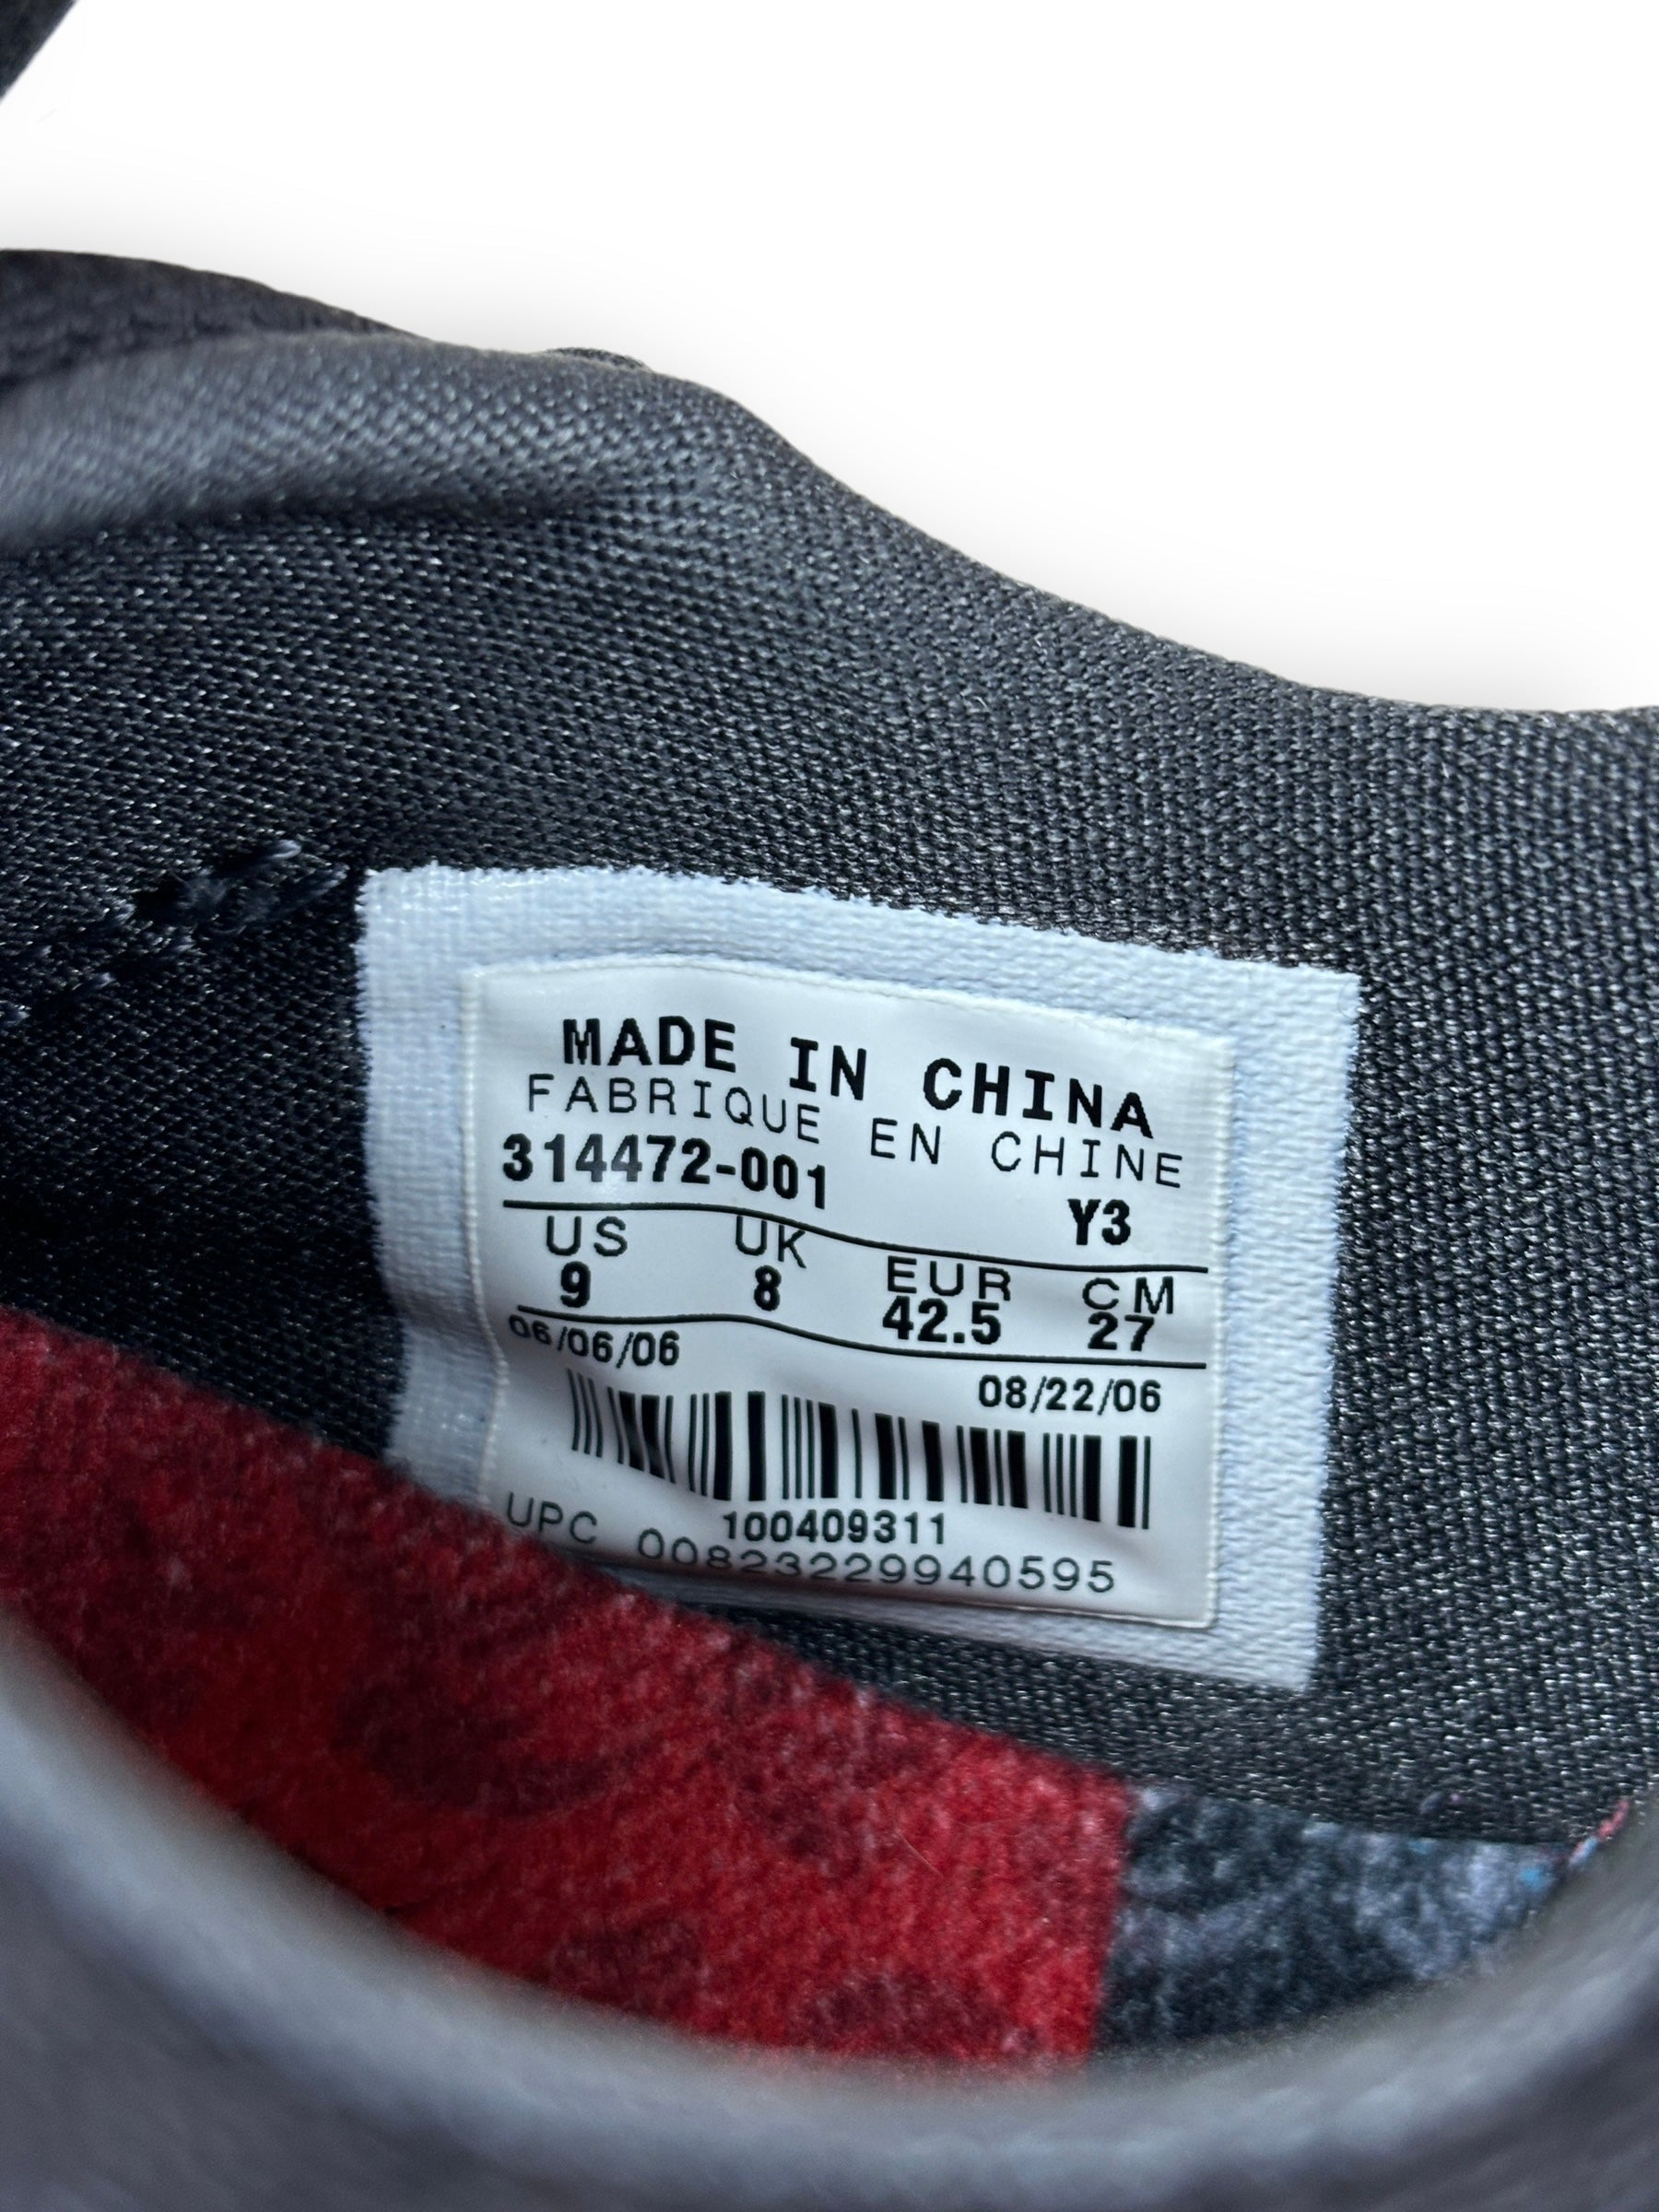 MADE IN CHINA
FABRIQUE EN CHINE
314472-001 Y3
US UK EUR CM
9 8 42.5 27
06/06/06 08/22/06
100409311
UPC 00823229940595